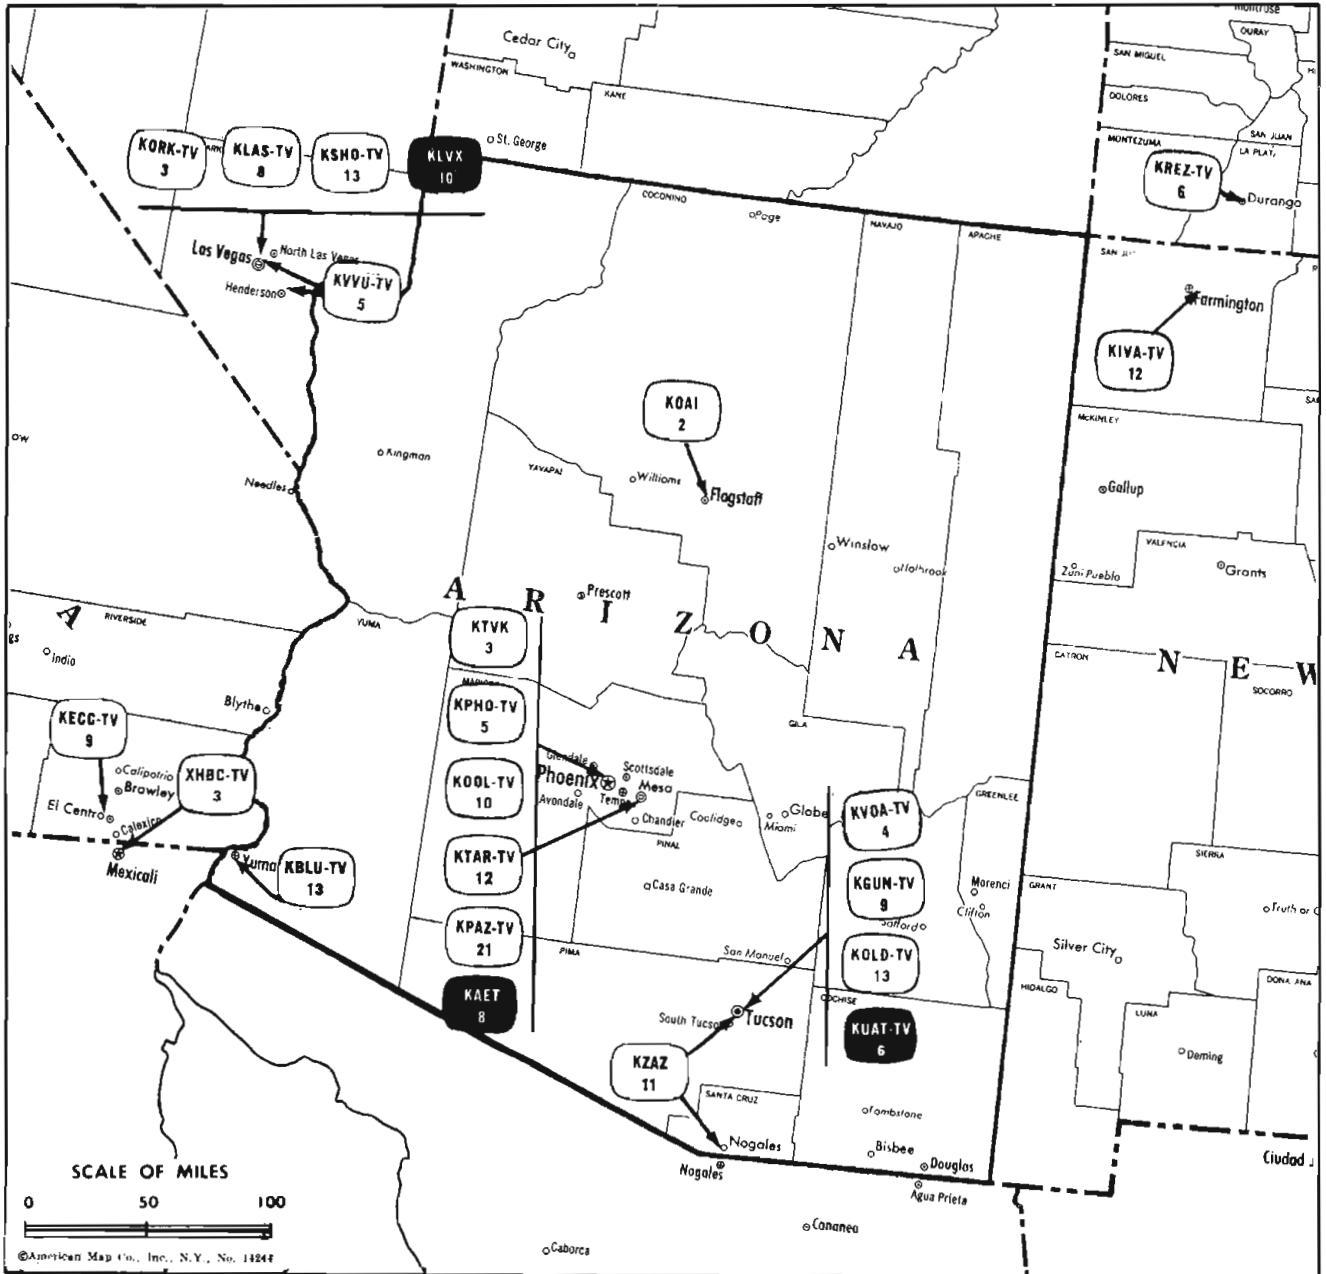 Montrose
OURAY
Cedar City
SAN MIGUEL
WASHINGTON
KANE
DOLORES
SAN JUAN
MONTEZUMA
St. George
KORK-TV
3
KLAS-TV
8
KSHO-TV
13
KLVX
10
KREZ-TV
6
Durango
COCONINO
Page
NAVAJO
APACHE
Las Vegas
North Las Vegas
Henderson
KVVU-TV
5
Farmington
KIVA-TV
12
KOAI
2
McKINLEY
Kingman
YAVAPAI
Williams
Flagstaff
Needles
Gallup
Winslow
Holbrook
VALENCIA
Zuni Pueblo
Grants
Prescott
A R I Z O N A
A
RIVERSIDE
YUMA
KTVK
3
Indio
CATRON
N E W
SOCORRO
Blythe
KPHO-TV
5
GILA
KECC-TV
9
Glendale
Scottsdale
Phoenix
Mesa
Tempe
Avondale
Chandler
Calipatria
Brawley
XHBC-TV
3
KOOL-TV
10
El Centro
Calexico
Coolidge
PINAL
Miami
Globe
KVOA-TV
4
GREENLEE
Mexicali
Yuma
KBLU-TV
13
KTAR-TV
12
SIERRA
Casa Grande
KGUN-TV
9
Morenci
Clifton
Safford
GRANT
Truth or C
KPAZ-TV
21
PIMA
San Manuel
KOLD-TV
13
Silver City
HIDALGO
DONA ANA
KAET
8
COCHISE
LUNA
South Tucson
Tucson
KUAT-TV
6
Deming
KZAZ
11
SANTA CRUZ
Tombstone
Nogales
Bisbee
Douglas
Nogales
Agua Prieta
Ciudad J
SCALE OF MILES
0 50 100
Cananea
Caborca
©American Map Co., Inc., N.Y., No. 14244